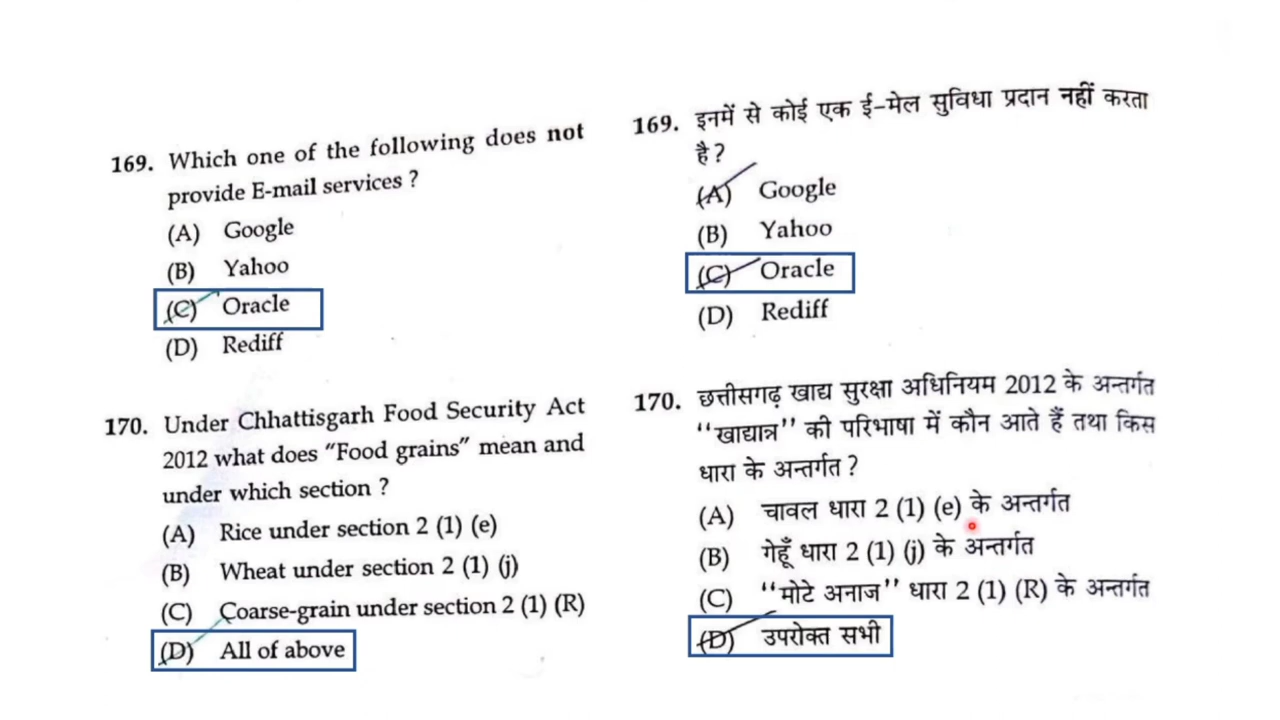 169. Which one of the following does not
provide E-mail services ?
(A) Google
(B) Yahoo
(C) Oracle
(D) Rediff
170. Under Chhattisgarh Food Security Act
2012 what does “Food grains” mean and
under which section ?
(A) Rice under section 2 (1) (e)
(B) Wheat under section 2 (1) (j)
(C) Coarse-grain under section 2 (1) (R)
(D) All of above
169. इनमें से कोई एक ई-मेल सुविधा प्रदान नहीं करता
है ?
(A) Google
(B) Yahoo
(C) Oracle
(D) Rediff
170. छत्तीसगढ़ खाद्य सुरक्षा अधिनियम 2012 के अन्तर्गत
‘‘खाद्यान्न’’ की परिभाषा में कौन आते हैं तथा किस
धारा के अन्तर्गत ?
(A) चावल धारा 2 (1) (e) के अन्तर्गत
(B) गेहूँ धारा 2 (1) (j) के अन्तर्गत
(C) ‘‘मोटे अनाज’’ धारा 2 (1) (R) के अन्तर्गत
(D) उपरोक्त सभी